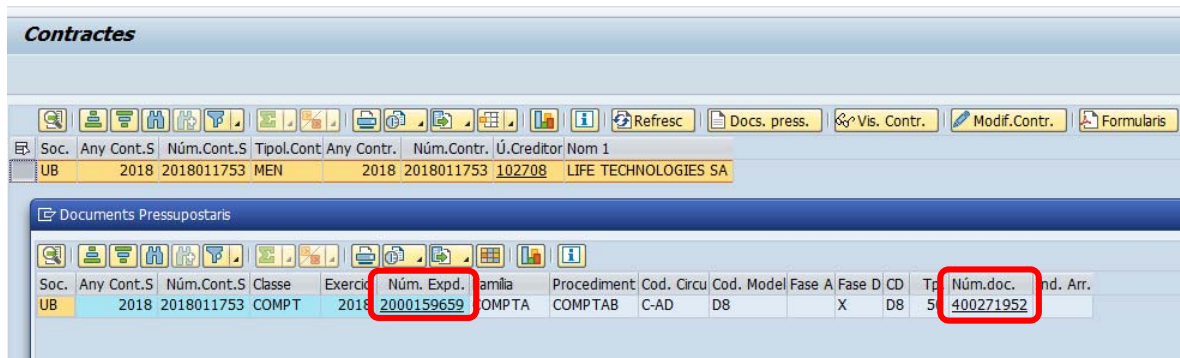 Contractes
Refresc Docs. press. Vis. Contr. Modif.Contr. Formularis
Soc. Any Cont.S Núm.Cont.S Tipol.Cont Any Contr. Núm.Contr. Ú.Creditor Nom 1
UB 2018 2018011753 MEN 2018 2018011753 102708 LIFE TECHNOLOGIES SA
Documents Pressupostaris
Soc. Any Cont.S Núm.Cont.S Classe Exercic Núm. Expd. Família Procediment Cod. Circu Cod. Model Fase A Fase D CD Tp. Núm.doc. Ind. Arr.
UB 2018 2018011753 COMPT 2018 2000159659 COMPTA COMPTAB C-AD D8 X D8 400271952